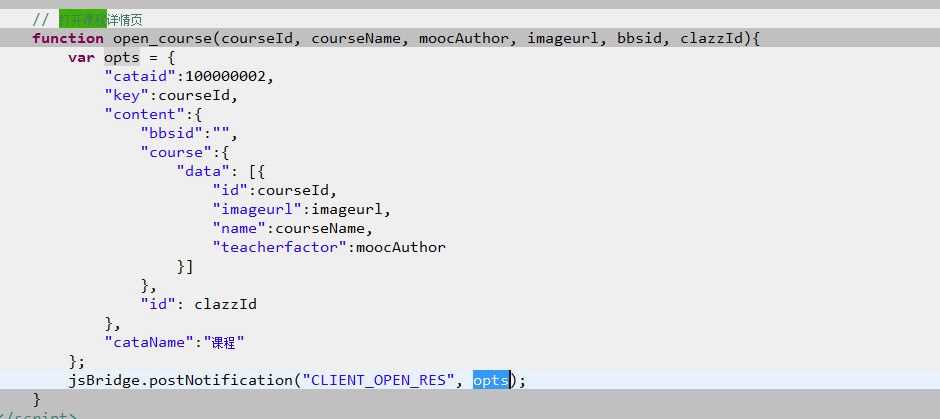 // 打开课程详情页
function open_course(courseId, courseName, moocAuthor, imageurl, bbsid, clazzId){
var opts = {
"cataid":100000002,
"key":courseId,
"content":{
"bbsid":"",
"course":{
"data": [{
"id":courseId,
"imageurl":imageurl,
"name":courseName,
"teacherfactor":moocAuthor
}]
},
"id": clazzId
},
"cataName":"课程"
};
jsBridge.postNotification("CLIENT_OPEN_RES", opts);
}
</script>